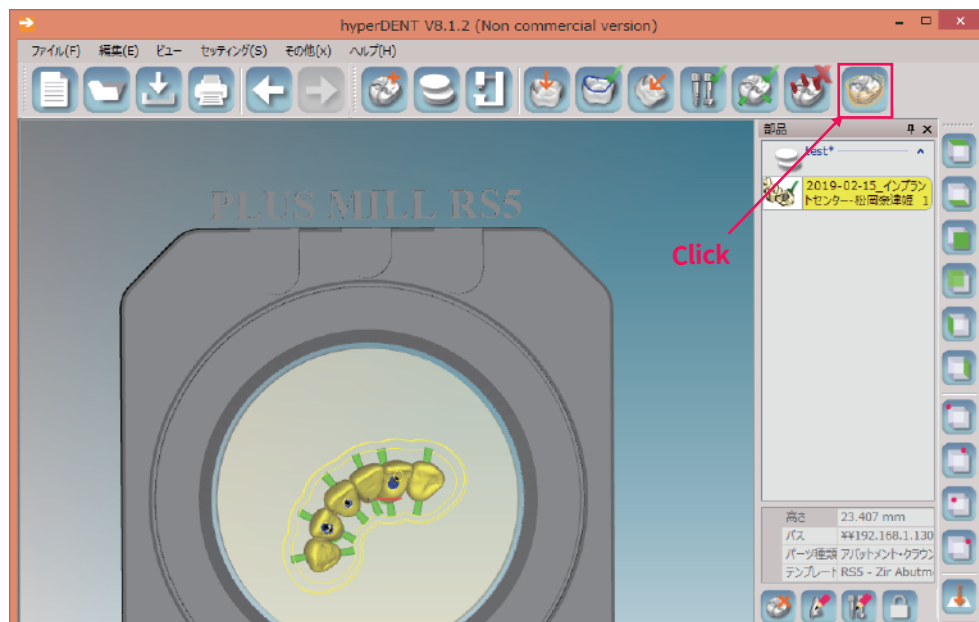 hyperDENT V8.1.2 (Non commercial version)
ファイル(F) 編集(E) ビュー セッティング(S) その他(x) ヘルプ(H)
部品
test*
2019-02-15_インプラン
トセンター-松岡奈津姫_1
Click
PLUS MILL RS5
高さ 23.407 mm
パス ¥¥192.168.1.130
パーツ種類 アバットメント・クラウン
テンプレート RS5 - Zir Abutm